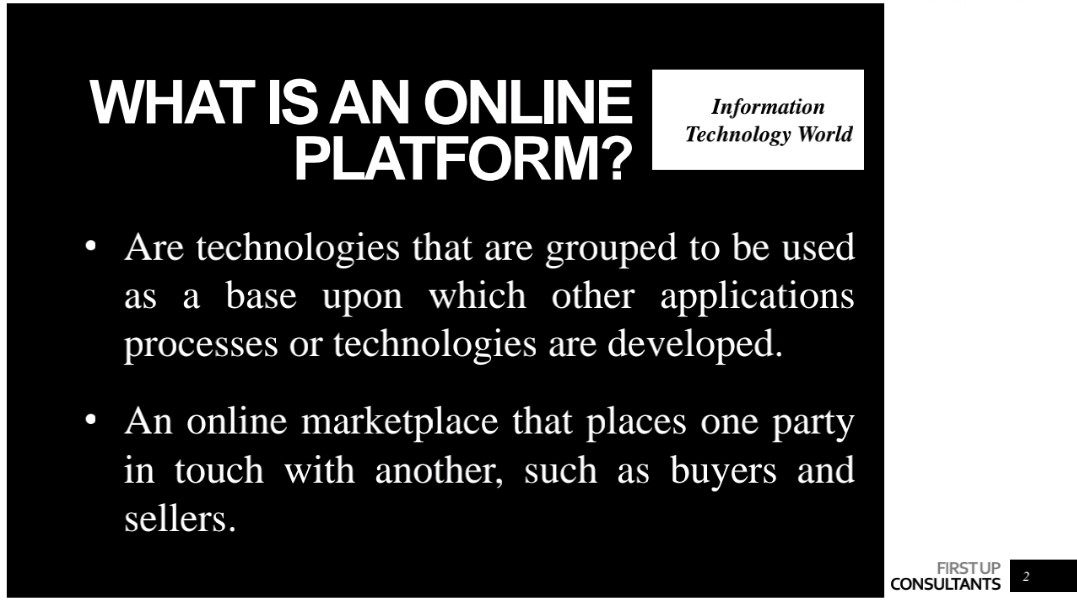 WHAT IS AN ONLINE
PLATFORM?
Information
Technology World
• Are technologies that are grouped to be used
as a base upon which other applications
processes or technologies are developed.
• An online marketplace that places one party
in touch with another, such as buyers and
sellers.
FIRST UP
CONSULTANTS
2